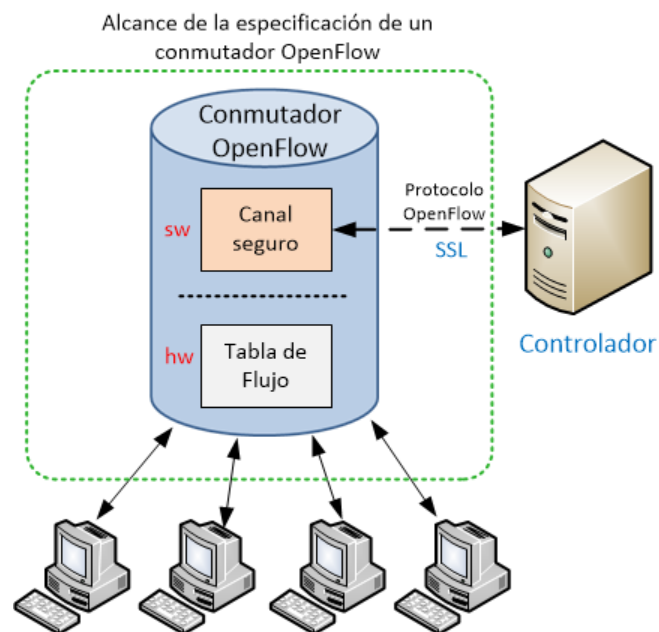 Alcance de la especificación de un
conmutador OpenFlow
Conmutador
OpenFlow
sw
Canal
seguro
Protocolo
OpenFlow
SSL
Controlador
hw
Tabla de
Flujo